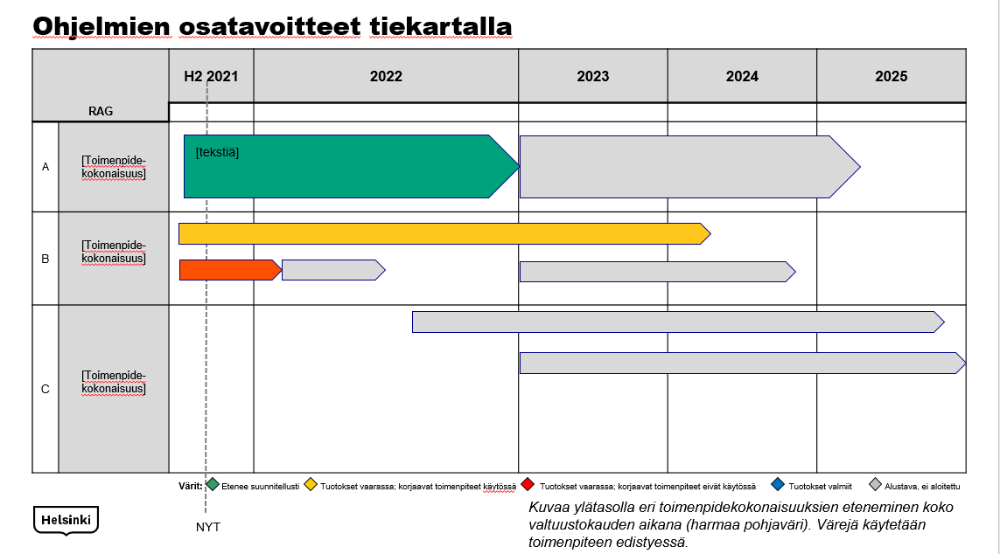 Ohjelmien osatavoitteet tiekartalla
H2 2021
2022
2023
2024
2025
RAG
A
[Toimenpide-
kokonaisuus]
[tekstiä]
B
[Toimenpide-
kokonaisuus]
C
[Toimenpide-
kokonaisuus]
Värit: Etenee suunnitellusti Tuotokset vaarassa; korjaavat toimenpiteet käytössä Tuotokset vaarassa; korjaavat toimenpiteet eivät käytössä Tuotokset valmiit Alustava, ei aloitettu
Helsinki
NYT
Kuvaa ylätasolla eri toimenpidekokonaisuuksien eteneminen koko
valtuustokauden aikana (harmaa pohjaväri). Värejä käytetään
toimenpiteen edistyessä.